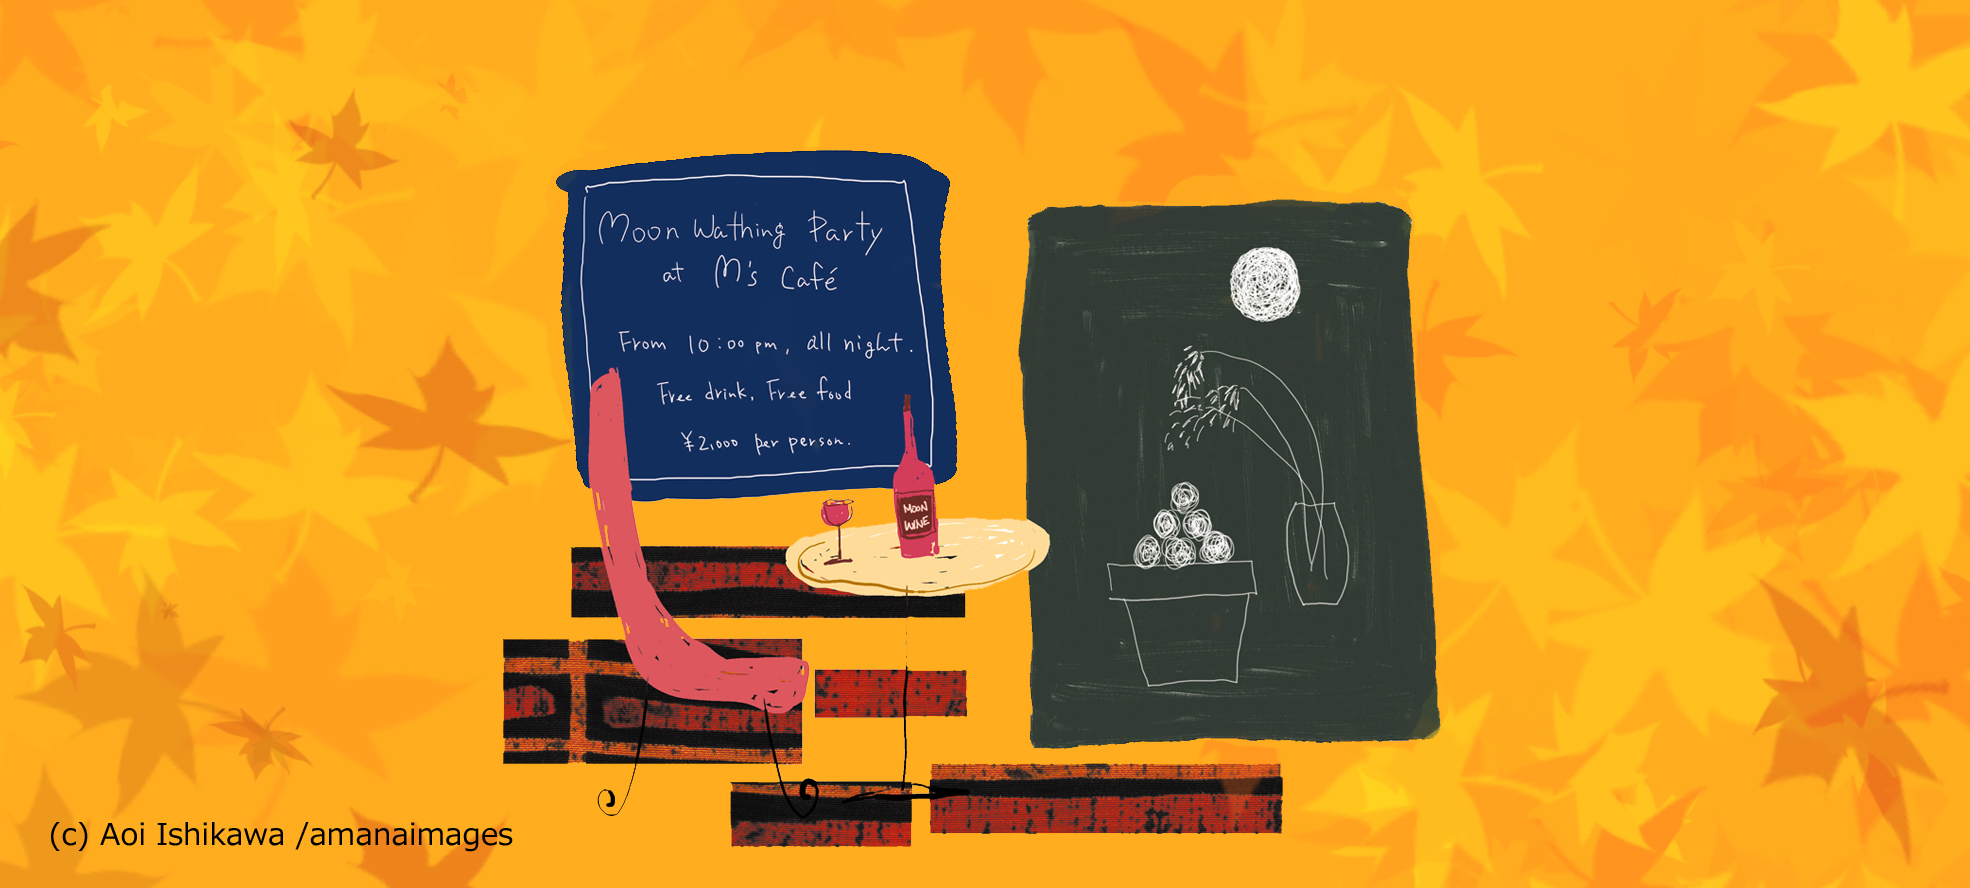 Moon Wathing Party
at M's Café
From 10:00 pm, all night.
Free drink, Free food
¥2,000 per person.
MOON
WINE
(c) Aoi Ishikawa /amanaimages